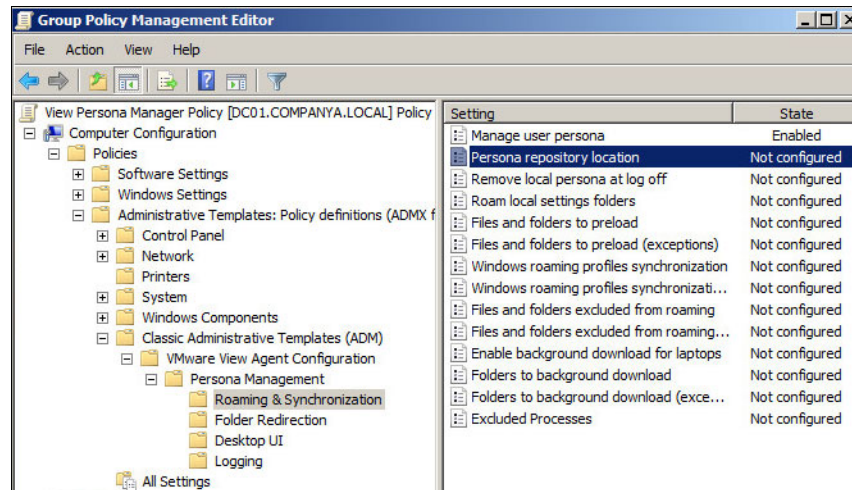 Group Policy Management Editor
File Action View Help
View Persona Manager Policy [DC01.COMPANYA.LOCAL] Policy
Computer Configuration
Policies
Software Settings
Windows Settings
Administrative Templates: Policy definitions (ADMX f
Control Panel
Network
Printers
System
Windows Components
Classic Administrative Templates (ADM)
VMware View Agent Configuration
Persona Management
Roaming & Synchronization
Folder Redirection
Desktop UI
Logging
All Settings
Setting State
Manage user persona Enabled
Persona repository location Not configured
Remove local persona at log off Not configured
Roam local settings folders Not configured
Files and folders to preload Not configured
Files and folders to preload (exceptions) Not configured
Windows roaming profiles synchronization Not configured
Windows roaming profiles synchronizati... Not configured
Files and folders excluded from roaming Not configured
Files and folders excluded from roaming... Not configured
Enable background download for laptops Not configured
Folders to background download Not configured
Folders to background download (exce... Not configured
Excluded Processes Not configured